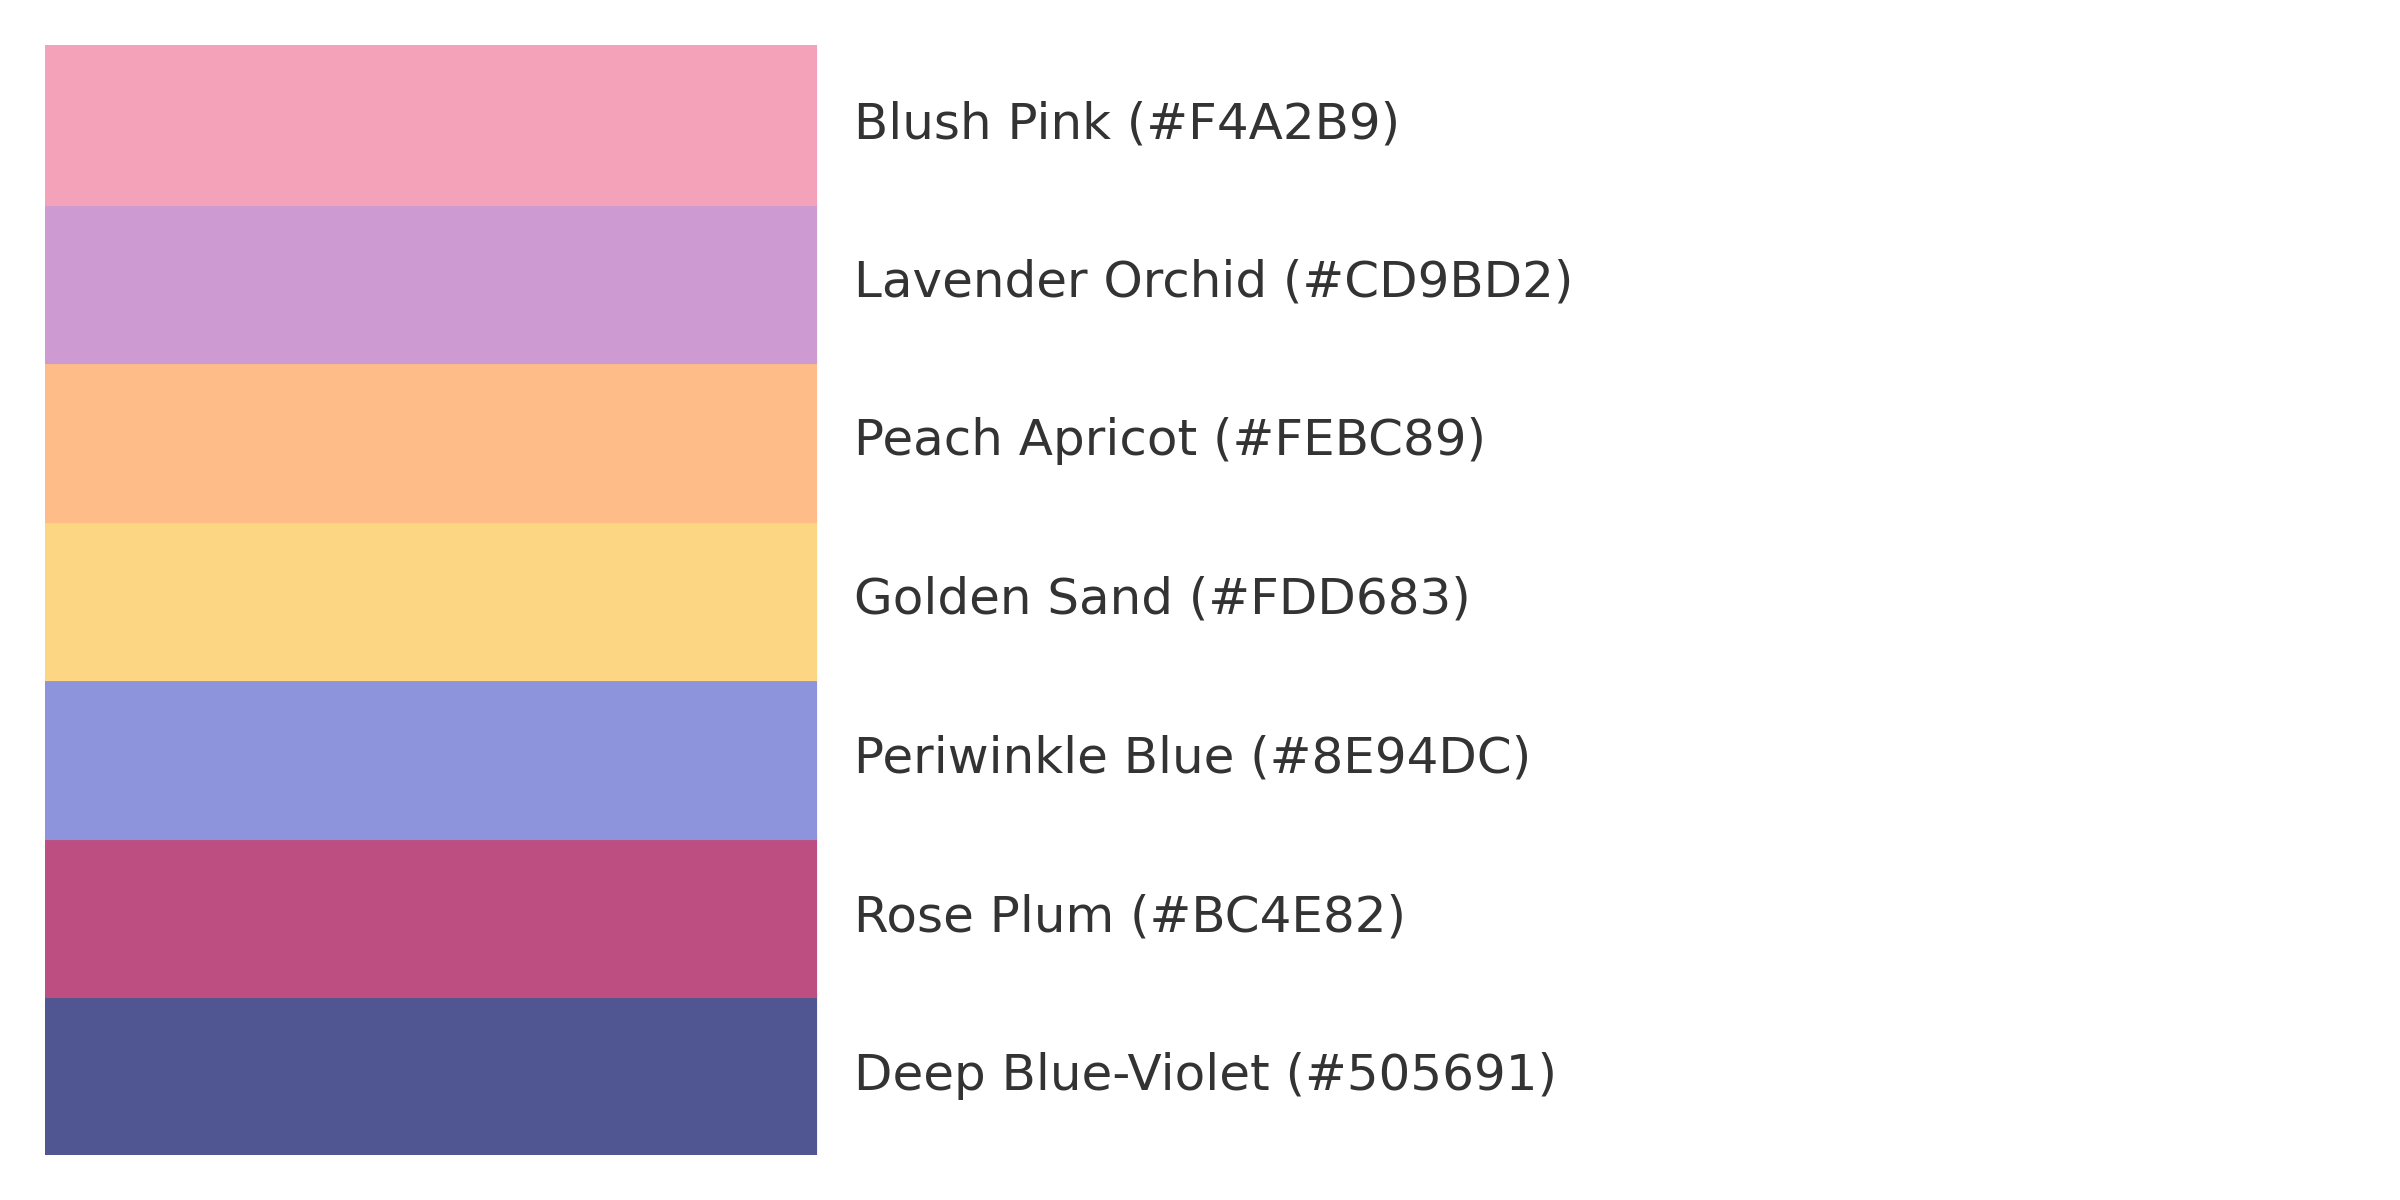 Blush Pink (#F4A2B9)
Lavender Orchid (#CD9BD2)
Peach Apricot (#FEBC89)
Golden Sand (#FDD683)
Periwinkle Blue (#8E94DC)
Rose Plum (#BC4E82)
Deep Blue-Violet (#505691)